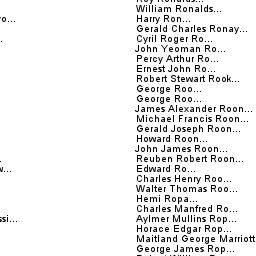 William Ronalds...
Harry Ron...
Gerald Charles Ronay...
Cyril Roger Ro...
John Yeoman Ro...
Percy Arthur Ro...
Ernest John Ro...
Robert Stewart Rook...
George Roo...
George Roo...
James Alexander Roon...
Michael Francis Roon...
Gerald Joseph Roon...
Howard Roon...
John James Roon...
Reuben Robert Roon...
Edward Ro...
Charles Henry Roo...
Walter Thomas Roo...
Hemi Ropa...
Charles Manfred Ro...
Aylmer Mullins Rop...
Horace Edgar Rop...
Maitland George Marriott
George James Rop...